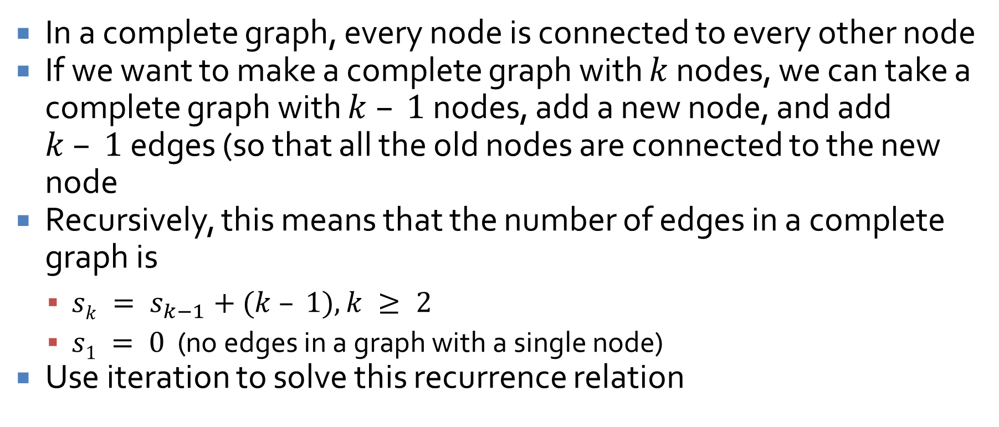 In a complete graph, every node is connected to every other node
If we want to make a complete graph with k nodes, we can take a
complete graph with k – 1 nodes, add a new node, and add
k – 1 edges (so that all the old nodes are connected to the new
node
Recursively, this means that the number of edges in a complete
graph is
sₖ = sₖ₋₁ + (k – 1), k ≥ 2
s₁ = 0 (no edges in a graph with a single node)
Use iteration to solve this recurrence relation